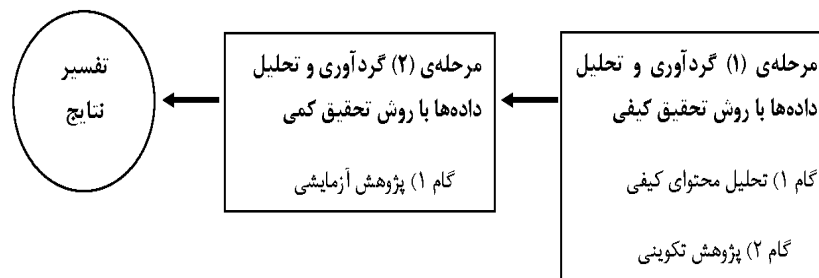 مرحله‌ی (۱) گردآوری و تحلیل
داده‌ها با روش تحقیق کیفی
گام ۱) تحلیل محتوای کیفی
گام ۲) پژوهش تکوینی
مرحله‌ی (۲) گردآوری و تحلیل
داده‌ها با روش تحقیق کمی
گام ۱) پژوهش آزمایشی
تفسیر
نتایج